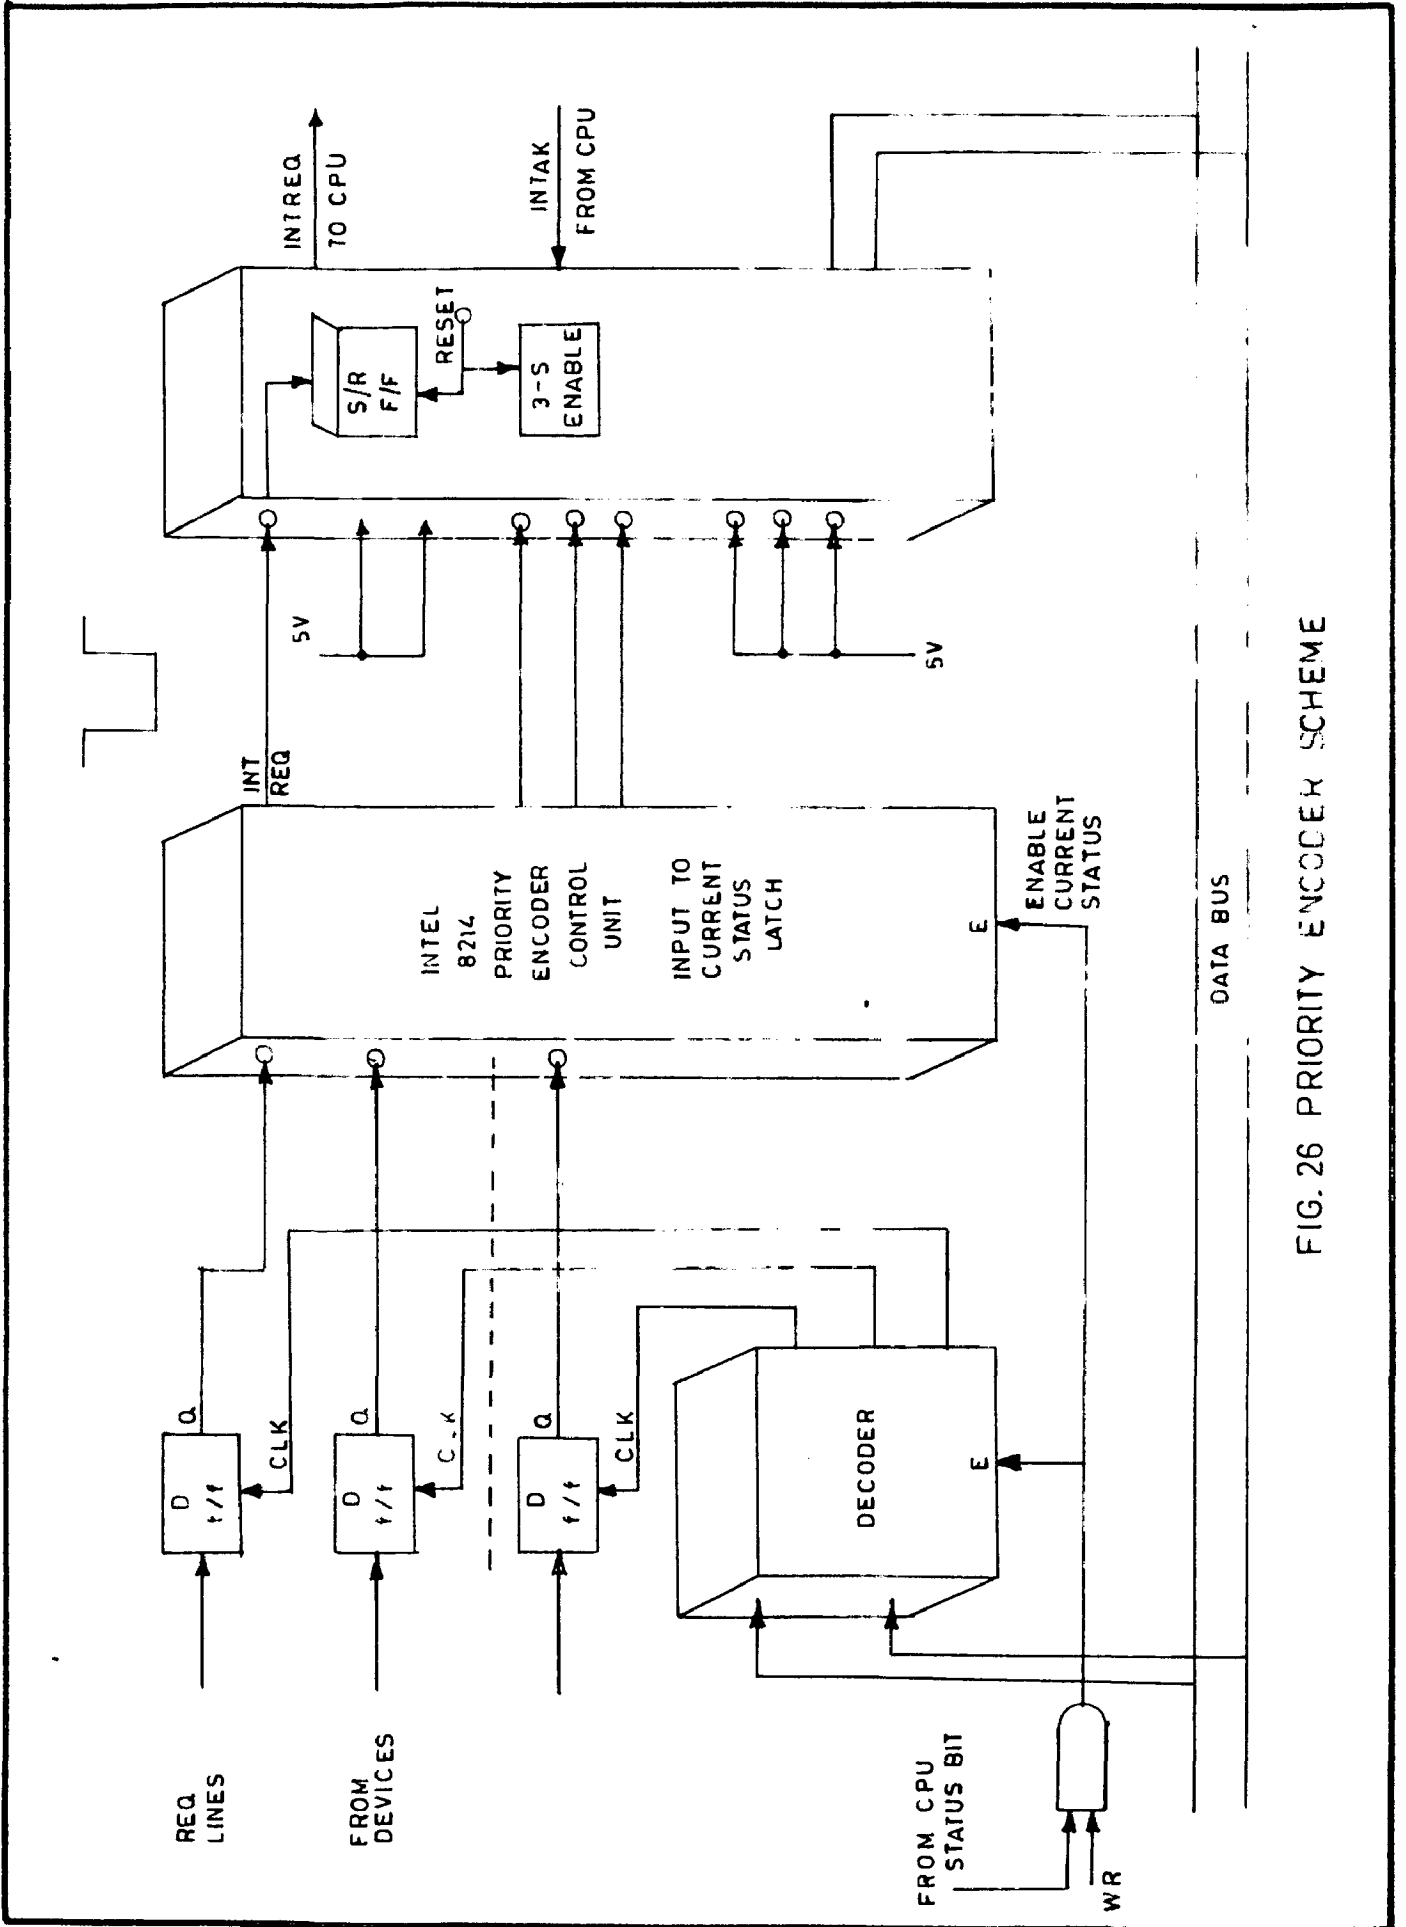 REQ
LINES
FROM
DEVICES
FROM CPU
STATUS BIT
WR
D
f/f
Q
CLK
D
f/f
Q
D
f/f
Q
CLK
DECODER
E
INT
REQ
INTEL
8214
PRIORITY
ENCODER
CONTROL
UNIT
INPUT TO
CURRENT
STATUS
LATCH
E
ENABLE
CURRENT
STATUS
5V
5V
S/R
F/F
RESET
3-S
ENABLE
INTREQ
TO CPU
INTAK
FROM CPU
DATA BUS
FIG. 26 PRIORITY ENCODER SCHEME